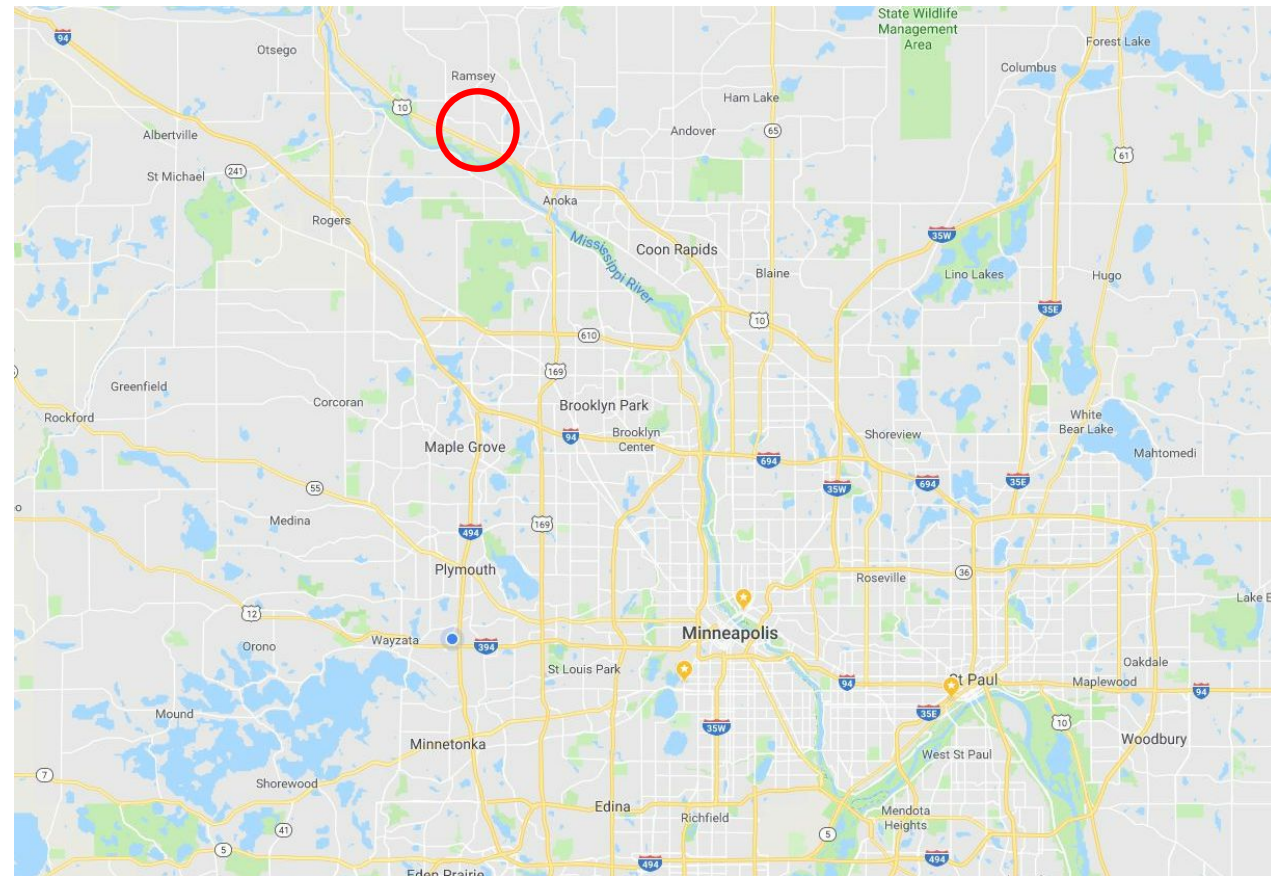 State Wildlife
Management
Area
94
Otsego
Forest Lake
Columbus
Ramsey
10
Ham Lake
Albertville
Andover
65
61
St Michael
241
Anoka
Rogers
35W
Mississippi River
Coon Rapids
Blaine
Lino Lakes
Hugo
35E
10
610
169
Greenfield
Corcoran
Brooklyn Park
Rockford
White
Bear Lake
94
Brooklyn
Center
Shoreview
Maple Grove
Mahtomedi
694
55
35W
694
35E
Medina
169
494
Plymouth
Roseville
36
Lake
12
Minneapolis
Wayzata
394
Orono
St Louis Park
Oakdale
94
St Paul
Maplewood
94
Mound
35E
35W
10
Minnetonka
Woodbury
West St Paul
7
Shorewood
Edina
Richfield
Mendota
Heights
41
5
5
494
494
Eden Prairie